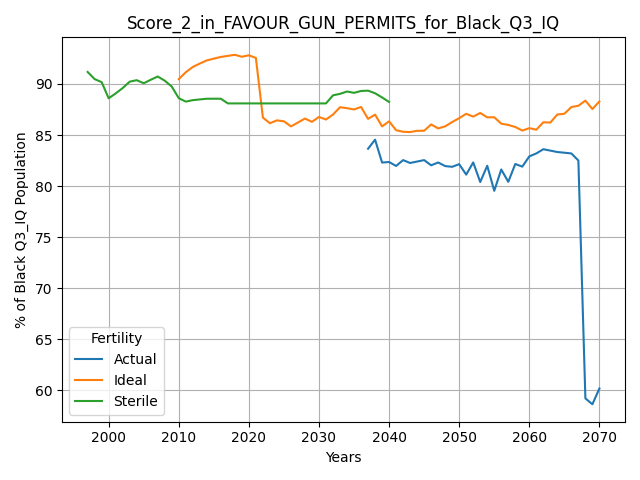 Score_2_in_FAVOUR_GUN_PERMITS_for_Black_Q3_IQ
% of Black Q3_IQ Population
90
85
80
75
70
65
60
Fertility
Actual
Ideal
Sterile
2000 2010 2020 2030 2040 2050 2060 2070
Years